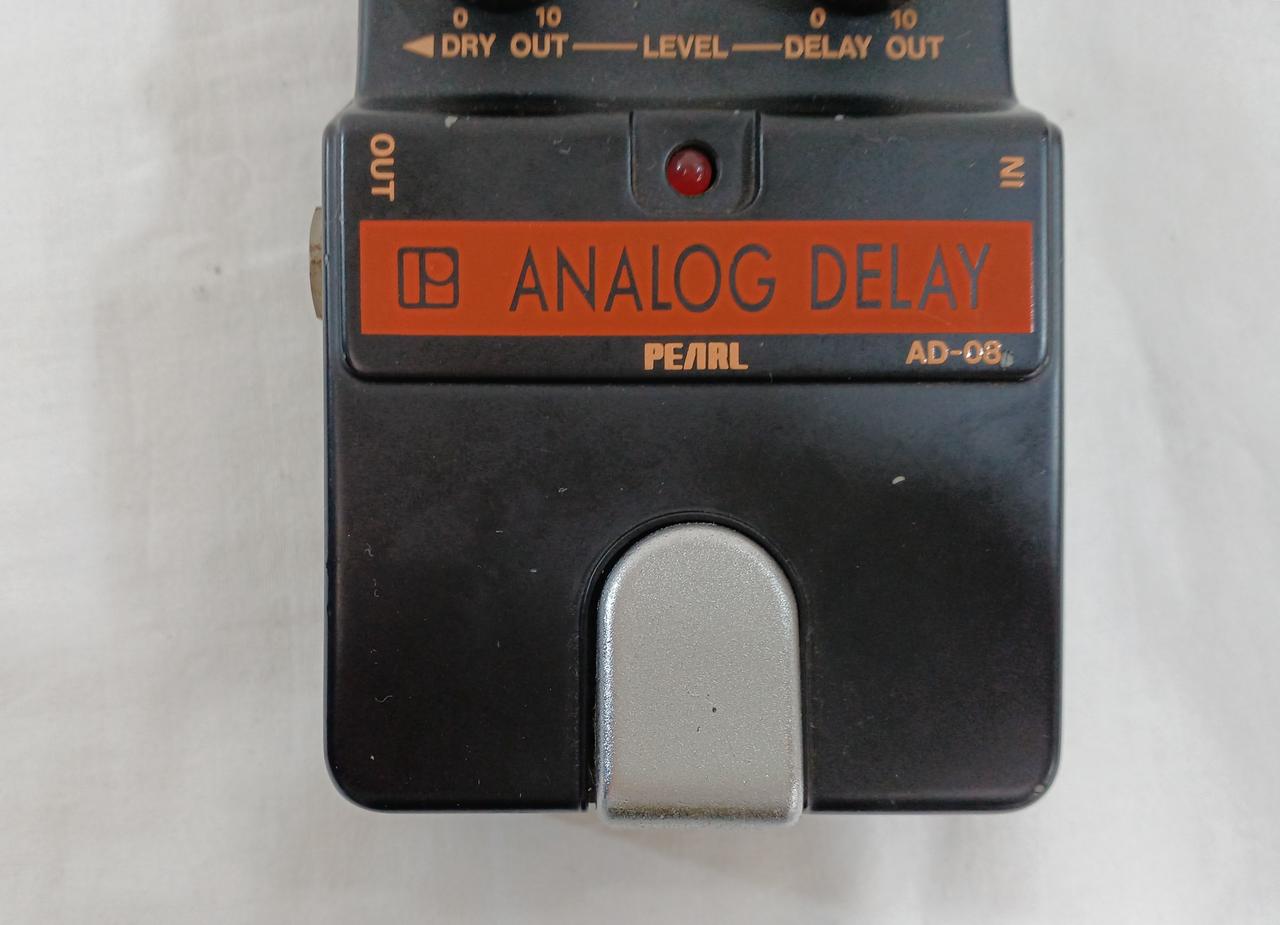 0 10 0 10
DRY OUT LEVEL DELAY OUT
OUT
IN
ANALOG DELAY
PEARL
AD-08